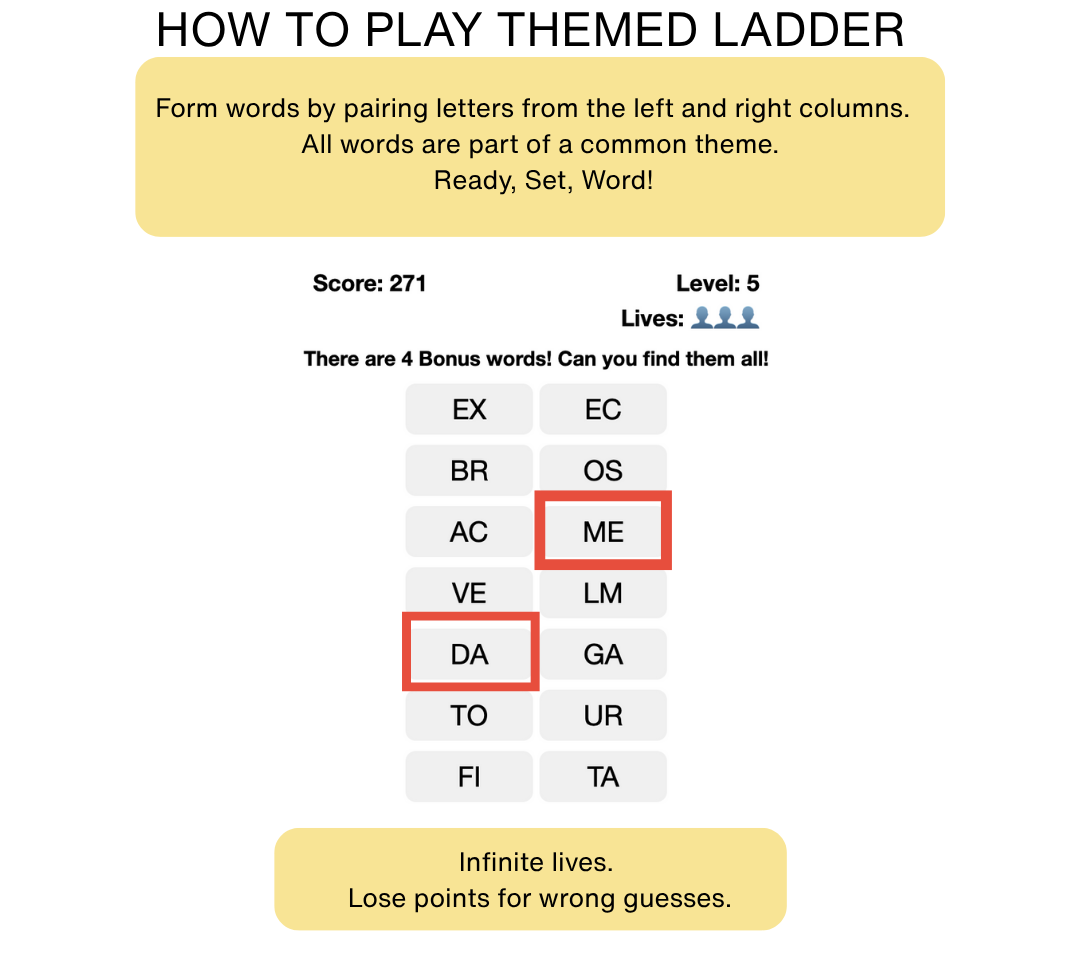 HOW TO PLAY THEMED LADDER
Form words by pairing letters from the left and right columns.
All words are part of a common theme.
Ready, Set, Word!
Score: 271 Level: 5
Lives:
There are 4 Bonus words! Can you find them all!
EX EC
BR OS
AC ME
VE LM
DA GA
TO UR
FI TA
Infinite lives.
Lose points for wrong guesses.